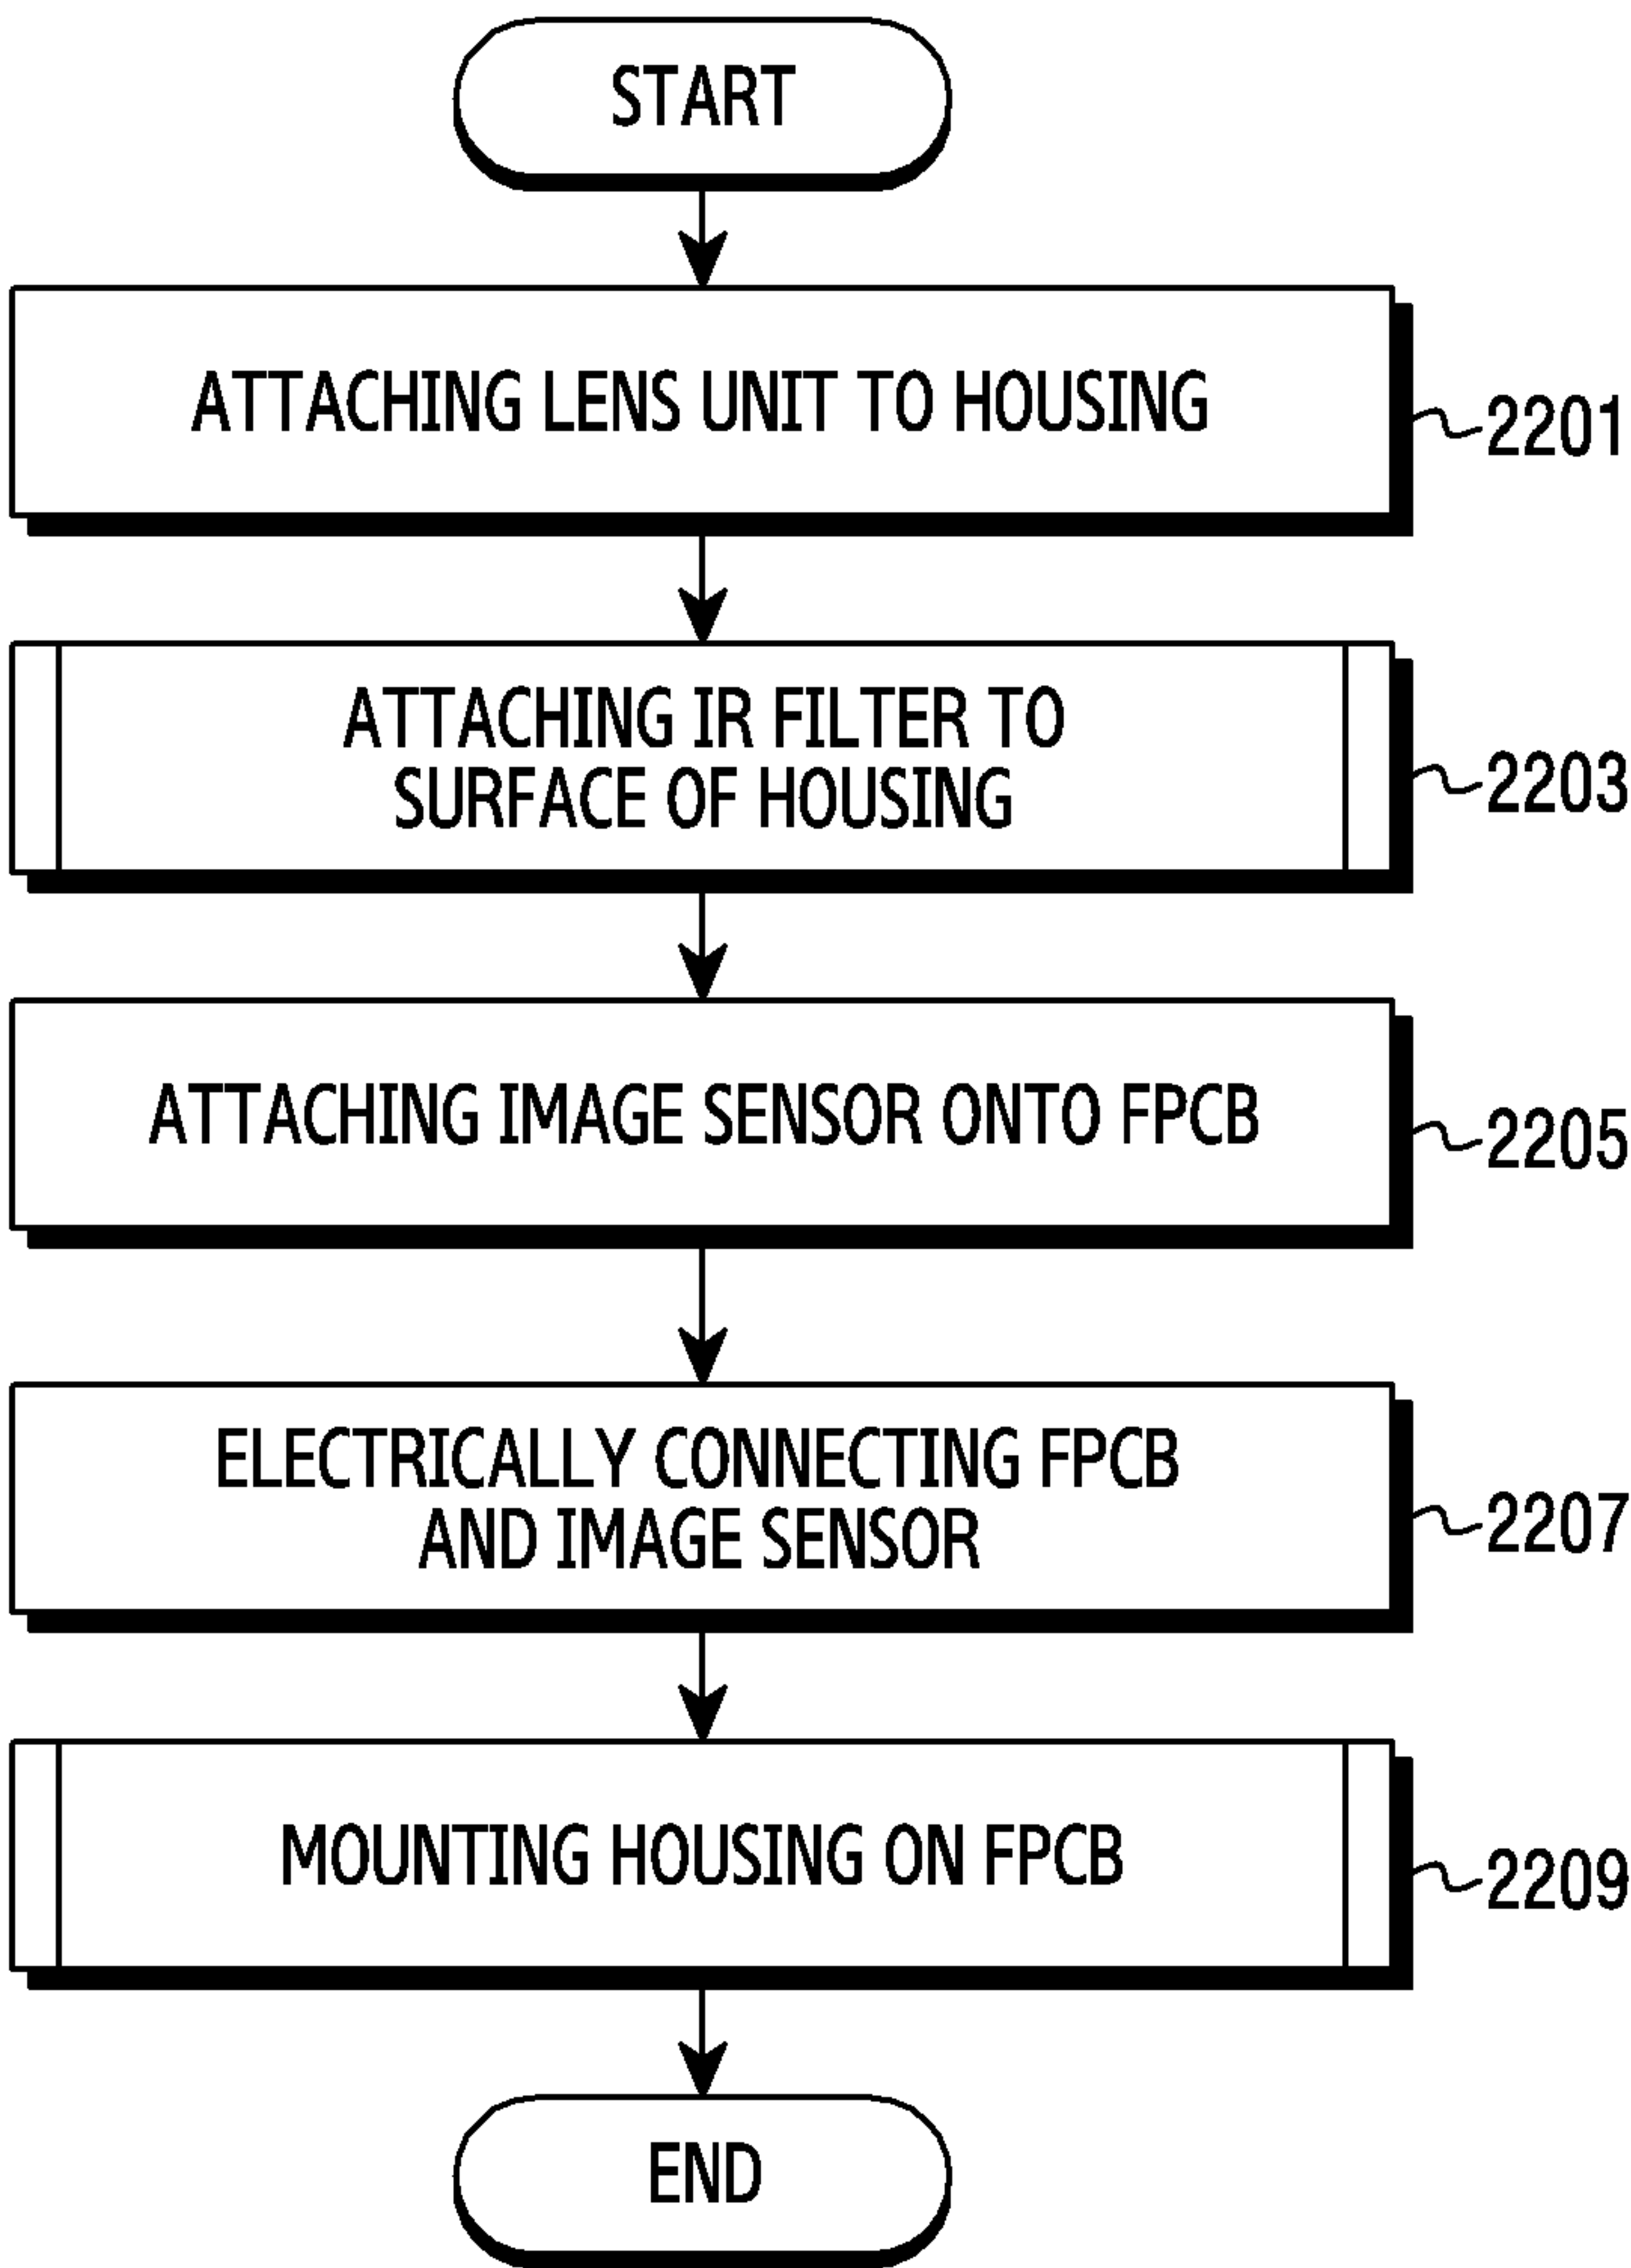 START
ATTACHING LENS UNIT TO HOUSING
2201
ATTACHING IR FILTER TO
SURFACE OF HOUSING
2203
ATTACHING IMAGE SENSOR ONTO FPCB
2205
ELECTRICALLY CONNECTING FPCB
AND IMAGE SENSOR
2207
MOUNTING HOUSING ON FPCB
2209
END